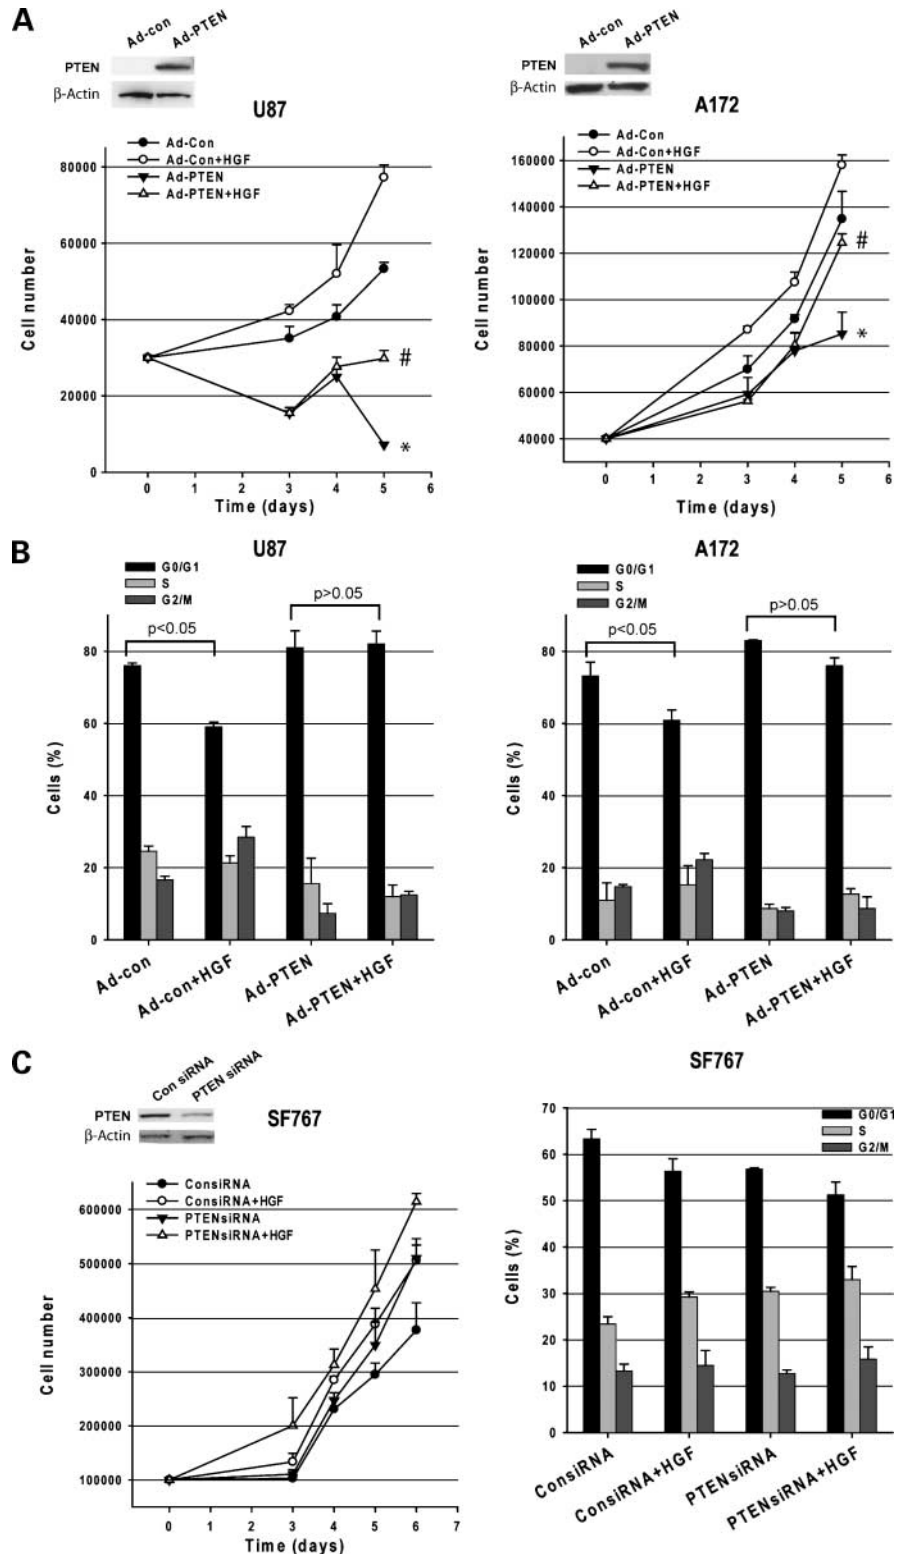 A
Ad-con Ad-PTEN
PTEN
β-Actin
U87
Ad-Con
Ad-Con+HGF
Ad-PTEN
Ad-PTEN+HGF
Cell number
80000
60000
40000
20000
0
#
*
0 1 2 3 4 5 6
Time (days)
Ad-con Ad-PTEN
PTEN
β-Actin
A172
Ad-Con
Ad-Con+HGF
Ad-PTEN
Ad-PTEN+HGF
Cell number
160000
140000
120000
100000
80000
60000
40000
#
*
0 1 2 3 4 5 6
Time (days)
B
U87
G0/G1
S
G2/M
p<0.05
p>0.05
Cells (%)
80
60
40
20
0
Ad-con
Ad-con+HGF
Ad-PTEN
Ad-PTEN+HGF
A172
G0/G1
S
G2/M
p<0.05
p>0.05
Cells (%)
80
60
40
20
0
Ad-con
Ad-con+HGF
Ad-PTEN
Ad-PTEN+HGF
C
Con siRNA PTEN siRNA
PTEN
β-Actin
SF767
ConsiRNA
ConsiRNA+HGF
PTENsiRNA
PTENsiRNA+HGF
Cell number
600000
500000
400000
300000
200000
100000
0 1 2 3 4 5 6 7
Time (days)
SF767
G0/G1
S
G2/M
Cells (%)
70
60
50
40
30
20
10
0
ConsiRNA
ConsiRNA+HGF
PTENsiRNA
PTENsiRNA+HGF